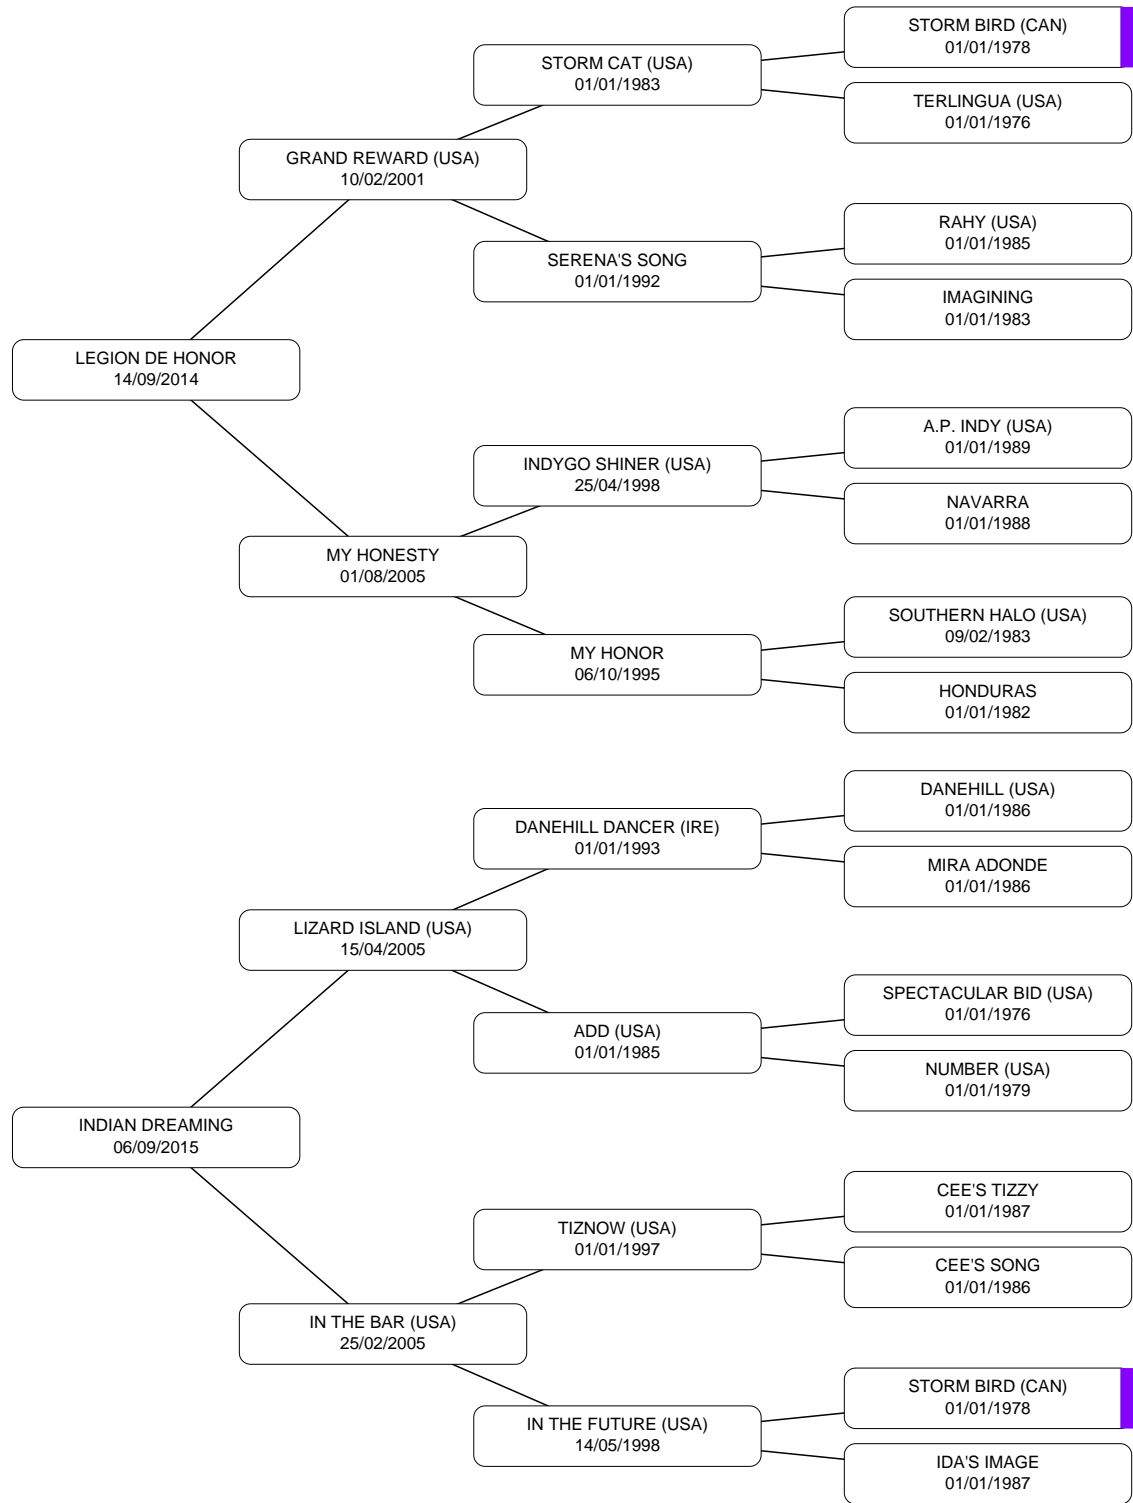 STORM BIRD (CAN)
01/01/1978
STORM CAT (USA)
01/01/1983
TERLINGUA (USA)
01/01/1976
GRAND REWARD (USA)
10/02/2001
RAHY (USA)
01/01/1985
SERENA'S SONG
01/01/1992
IMAGINING
01/01/1983
LEGION DE HONOR
14/09/2014
A.P. INDY (USA)
01/01/1989
INDYGO SHINER (USA)
25/04/1998
NAVARRA
01/01/1988
MY HONESTY
01/08/2005
SOUTHERN HALO (USA)
09/02/1983
MY HONOR
06/10/1995
HONDURAS
01/01/1982
DANEHILL (USA)
01/01/1986
DANEHILL DANCER (IRE)
01/01/1993
MIRA ADONDE
01/01/1986
LIZARD ISLAND (USA)
15/04/2005
SPECTACULAR BID (USA)
01/01/1976
ADD (USA)
01/01/1985
NUMBER (USA)
01/01/1979
INDIAN DREAMING
06/09/2015
CEE'S TIZZY
01/01/1987
TIZNOW (USA)
01/01/1997
CEE'S SONG
01/01/1986
IN THE BAR (USA)
25/02/2005
STORM BIRD (CAN)
01/01/1978
IN THE FUTURE (USA)
14/05/1998
IDA'S IMAGE
01/01/1987